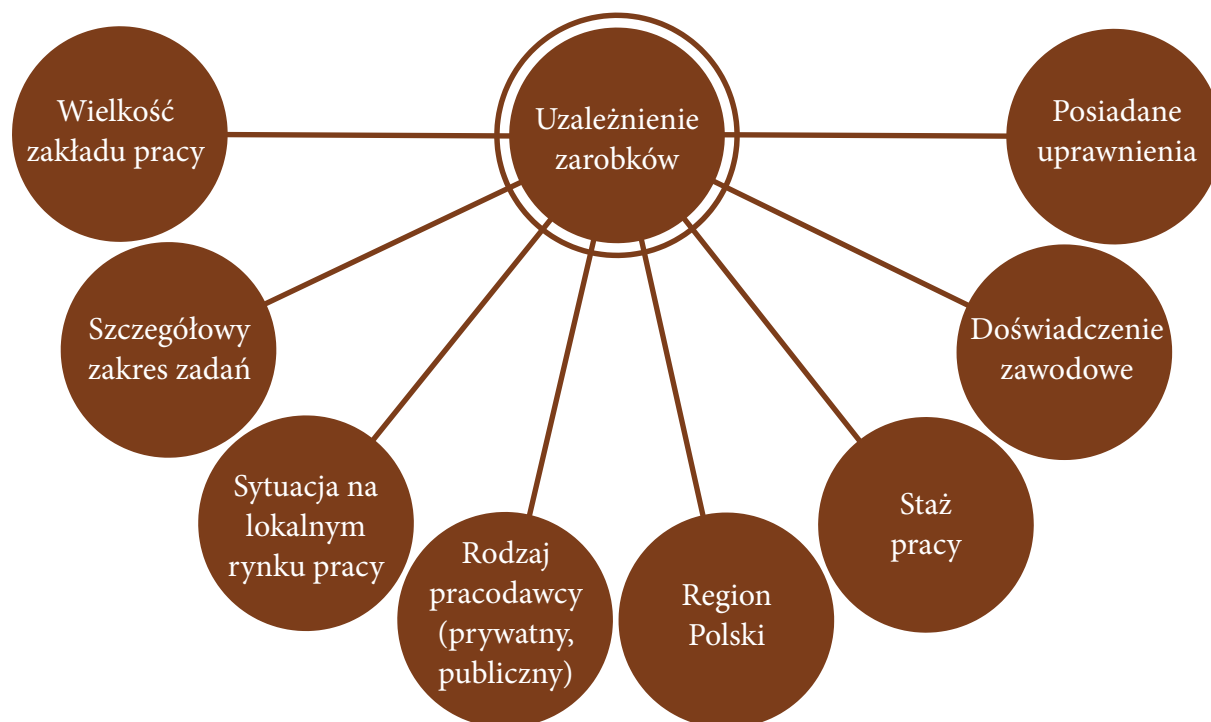 Uzależnienie
zarobków
Wielkość
zakładu pracy
Szczegółowy
zakres zadań
Sytuacja na
lokalnym
rynku pracy
Rodzaj
pracodawcy
(prywatny,
publiczny)
Region
Polski
Staż
pracy
Doświadczenie
zawodowe
Posiadane
uprawnienia